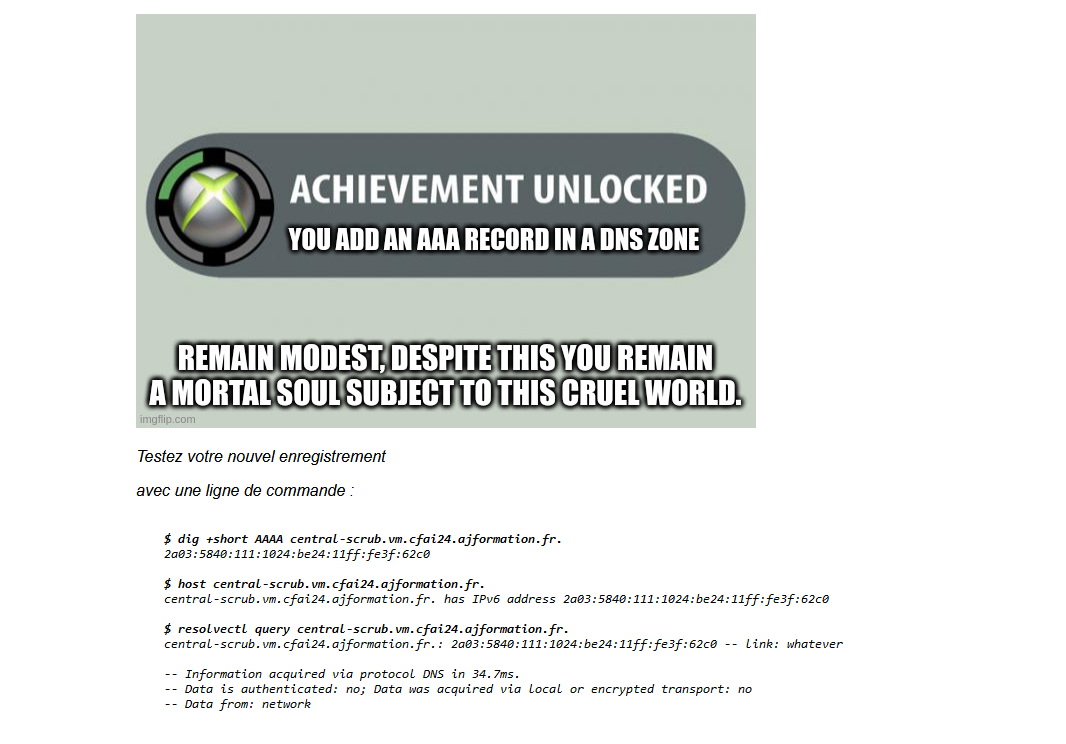 ACHIEVEMENT UNLOCKED
YOU ADD AN AAA RECORD IN A DNS ZONE
REMAIN MODEST, DESPITE THIS YOU REMAIN
A MORTAL SOUL SUBJECT TO THIS CRUEL WORLD.
imgflip.com
Testez votre nouvel enregistrement
avec une ligne de commande :
$ dig +short AAAA central-scrub.vm.cfai24.ajformation.fr.
2a03:5840:111:1024:be24:11ff:fe3f:62c0
$ host central-scrub.vm.cfai24.ajformation.fr.
central-scrub.vm.cfai24.ajformation.fr. has IPv6 address 2a03:5840:111:1024:be24:11ff:fe3f:62c0
$ resolvectl query central-scrub.vm.cfai24.ajformation.fr.
central-scrub.vm.cfai24.ajformation.fr.: 2a03:5840:111:1024:be24:11ff:fe3f:62c0 -- link: whatever
-- Information acquired via protocol DNS in 34.7ms.
-- Data is authenticated: no; Data was acquired via local or encrypted transport: no
-- Data from: network